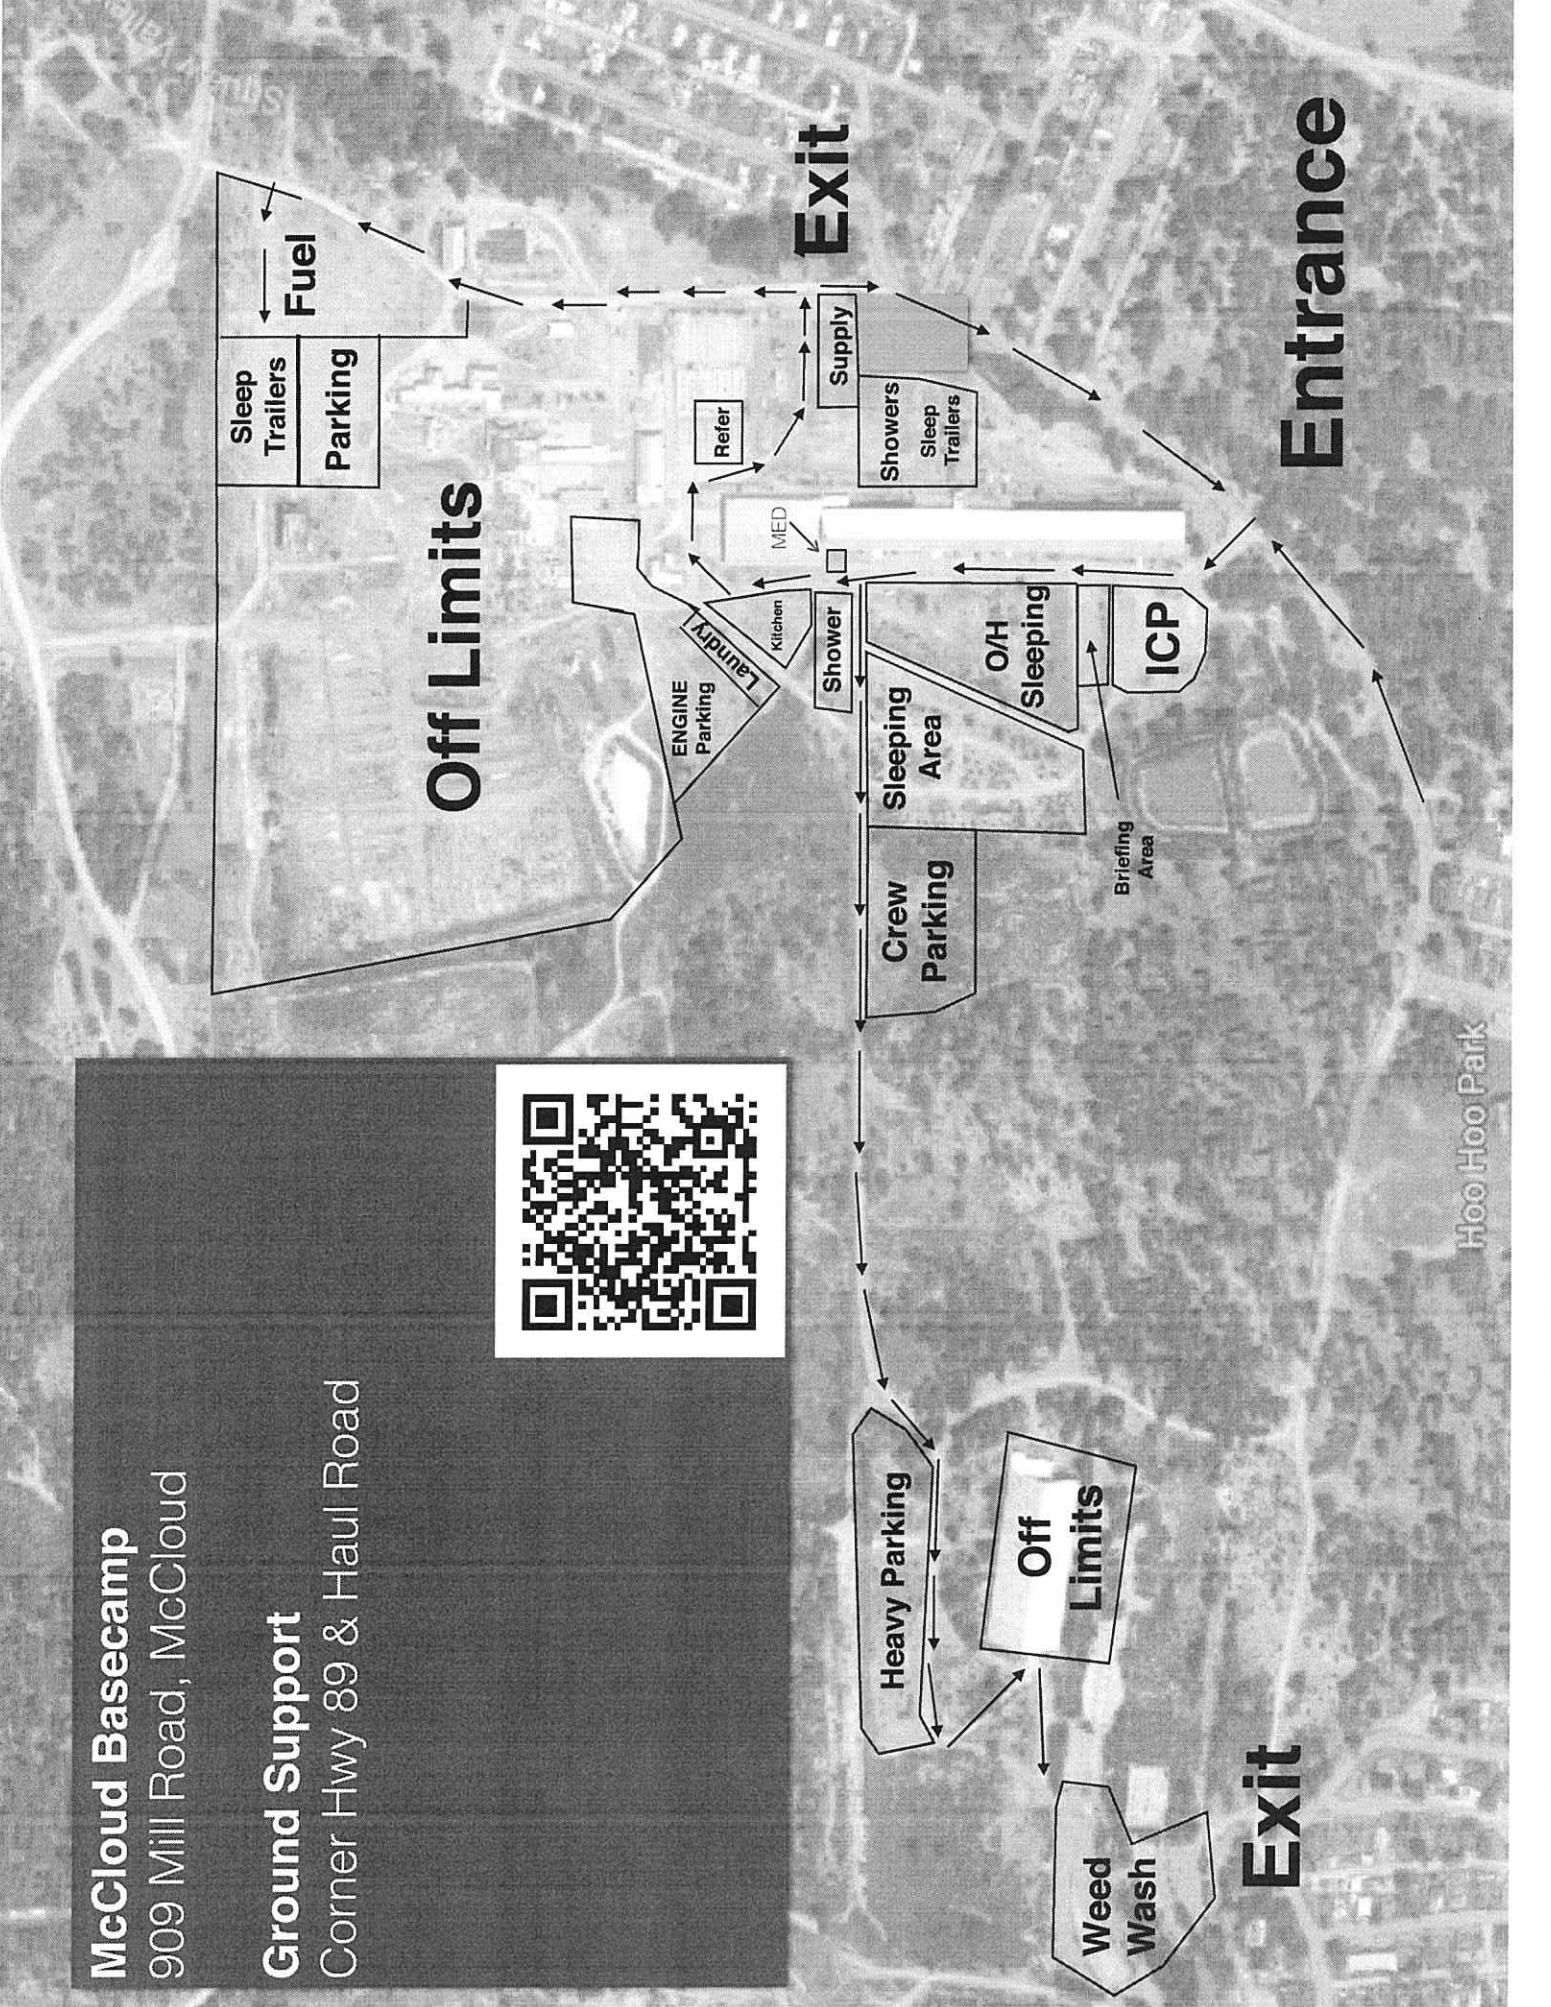 McCloud Basecamp
909 Mill Road, McCloud
Ground Support
Corner Hwy 89 & Haul Road
Sleep
Trailers
Fuel
Parking
Off Limits
ENGINE
Parking
Laundry
Refer
Kitchen
MED
Exit
Shower
Supply
Heavy Parking
Crew
Parking
Sleeping
Area
Showers
Sleep
Trailers
O/H
Sleeping
Off
Limits
Weed
Wash
Briefing
Area
ICP
Exit
Entrance
Hoo Hoo Park